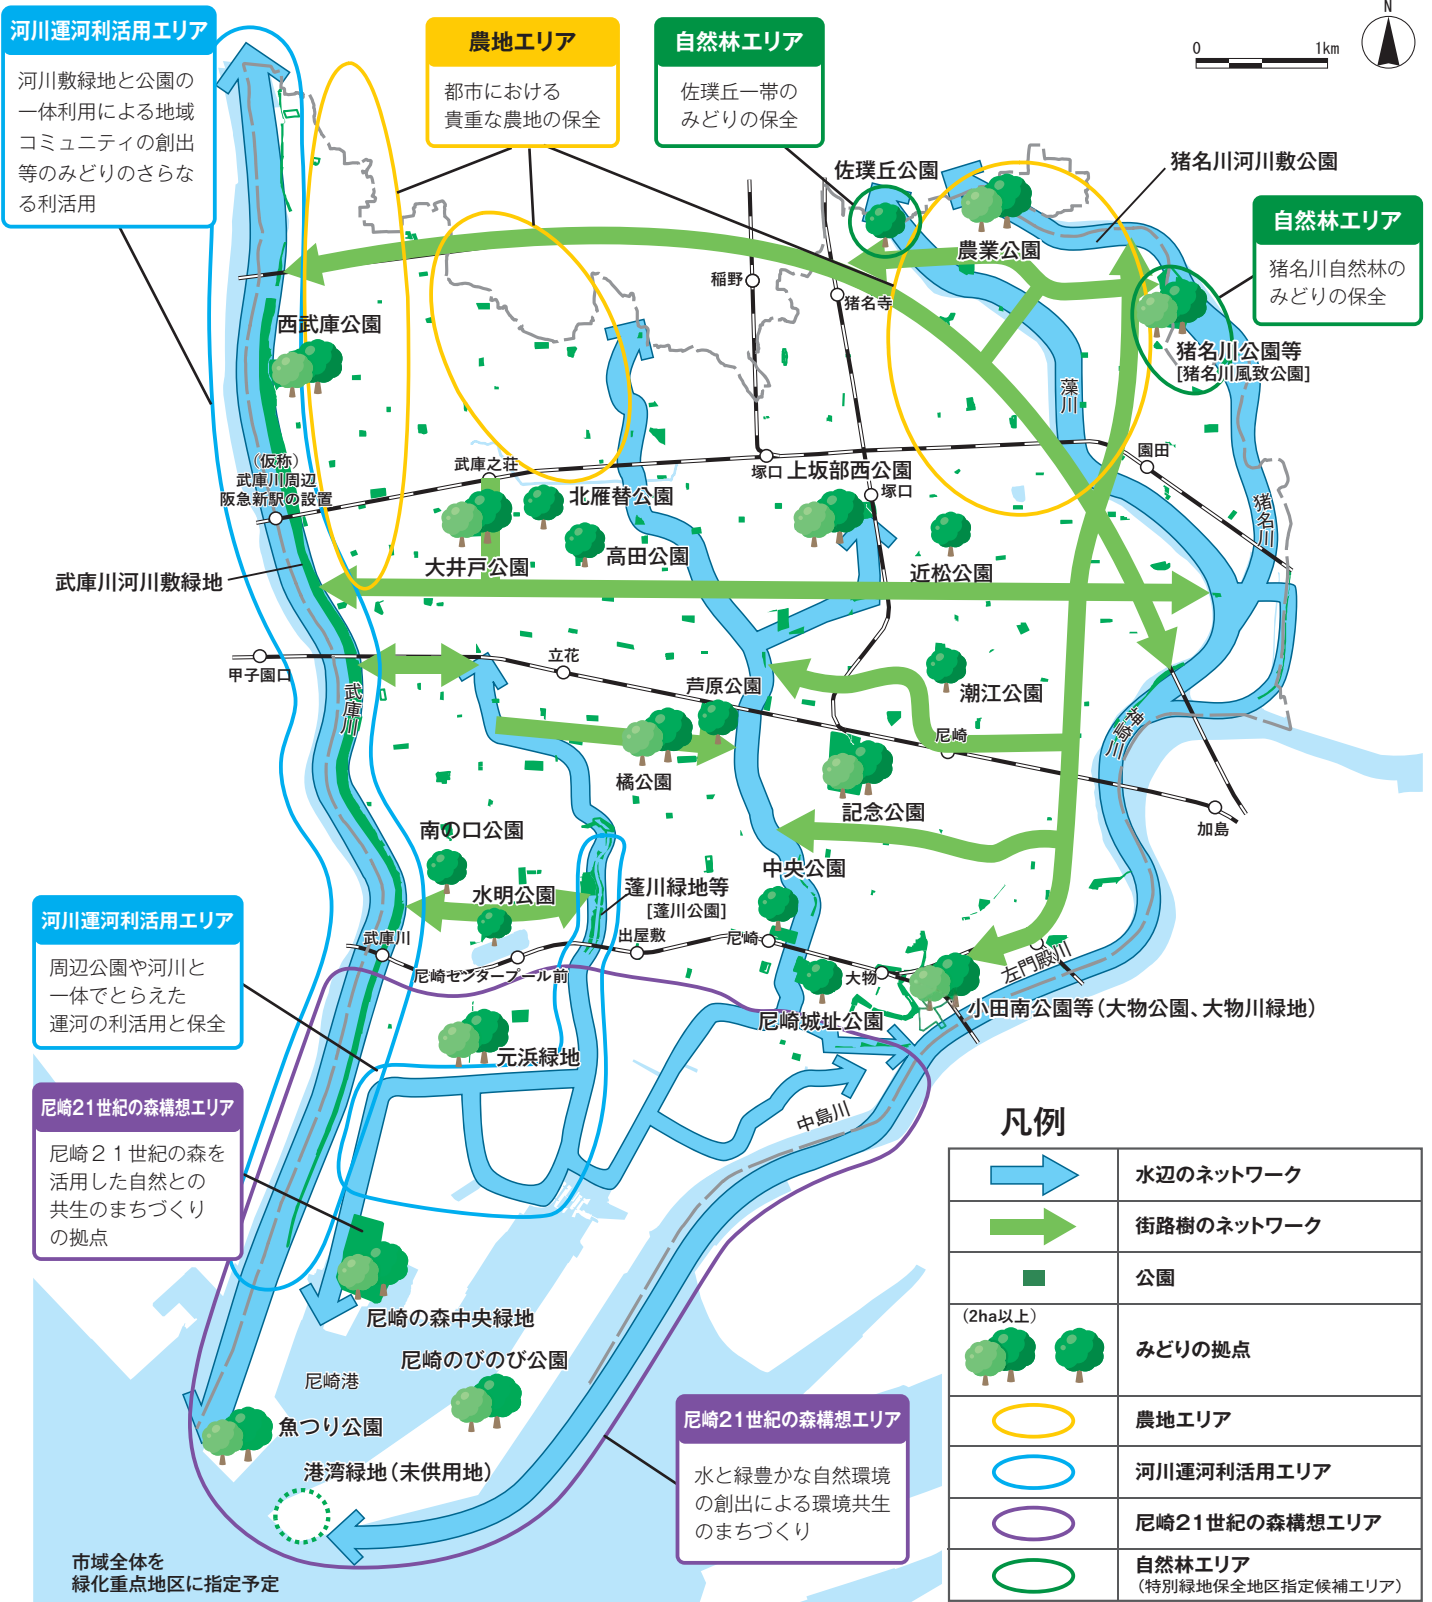 河川運河利活用エリア
河川敷緑地と公園の
一体利用による地域
コミュニティの創出
等のみどりのさらな
る利活用
農地エリア
都市における
貴重な農地の保全
自然林エリア
佐璞丘一帯の
みどりの保全
0 1km
N
佐璞丘公園
猪名川河川敷公園
自然林エリア
猪名川自然林の
みどりの保全
農業公園
稲野
猪名寺
西武庫公園
猪名川公園等
[猪名川風致公園]
藻川
園田
猪名川
(仮称)
武庫川周辺
阪急新駅の設置
武庫之荘
塚口
上坂部西公園
塚口
北雁替公園
高田公園
大井戸公園
近松公園
武庫川河川敷緑地
甲子園口
立花
武庫川
芦原公園
潮江公園
神崎川
尼崎
橘公園
記念公園
加島
南の口公園
中央公園
水明公園
蓬川緑地等
[蓬川公園]
武庫川
尼崎センタープール前
出屋敷
尼崎
大物
左門殿川
小田南公園等(大物公園、大物川緑地)
尼崎城址公園
元浜緑地
中島川
河川運河利活用エリア
周辺公園や河川と
一体でとらえた
運河の利活用と保全
尼崎21世紀の森構想エリア
尼崎21世紀の森を
活用した自然との
共生のまちづくり
の拠点
尼崎の森中央緑地
尼崎のびのび公園
尼崎港
魚つり公園
港湾緑地(未供用地)
尼崎21世紀の森構想エリア
水と緑豊かな自然環境
の創出による環境共生
のまちづくり
市域全体を
緑化重点地区に指定予定
凡例
水辺のネットワーク
街路樹のネットワーク
公園
(2ha以上)
みどりの拠点
農地エリア
河川運河利活用エリア
尼崎21世紀の森構想エリア
自然林エリア
(特別緑地保全地区指定候補エリア)